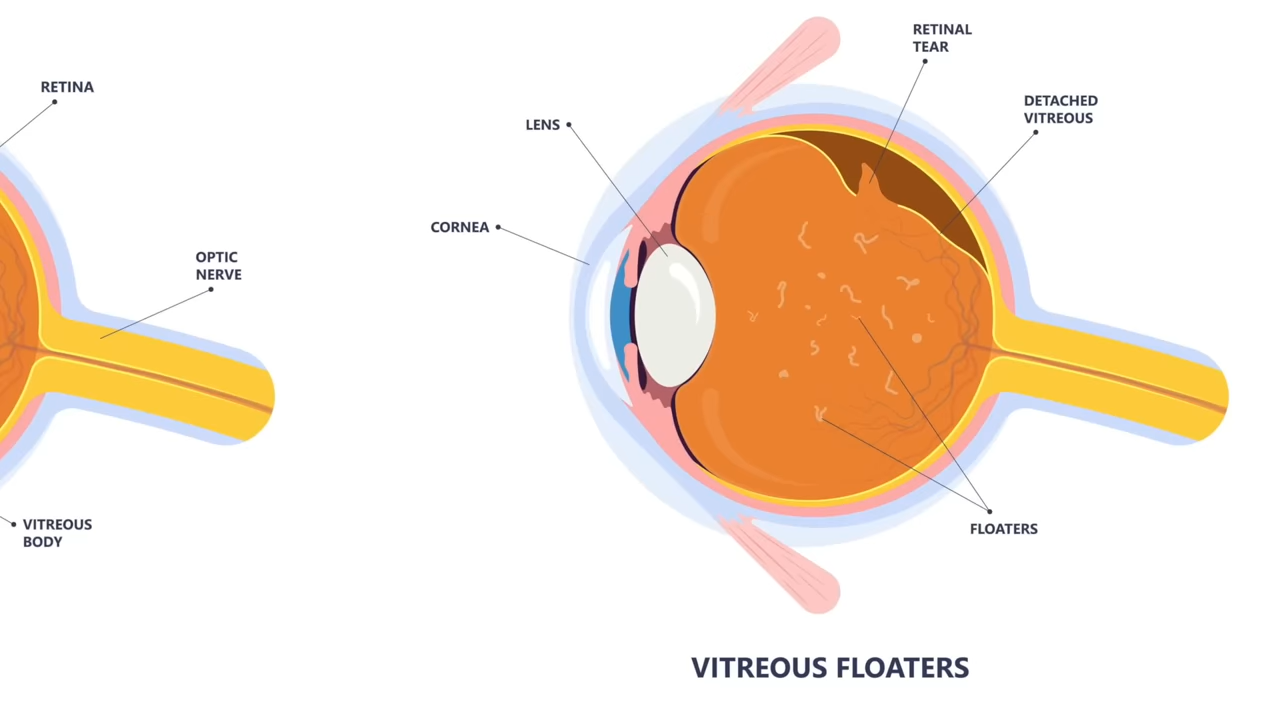 RETINA
OPTIC
NERVE
VITREOUS
BODY
RETINAL
TEAR
DETACHED
VITREOUS
LENS
CORNEA
FLOATERS
VITREOUS FLOATERS